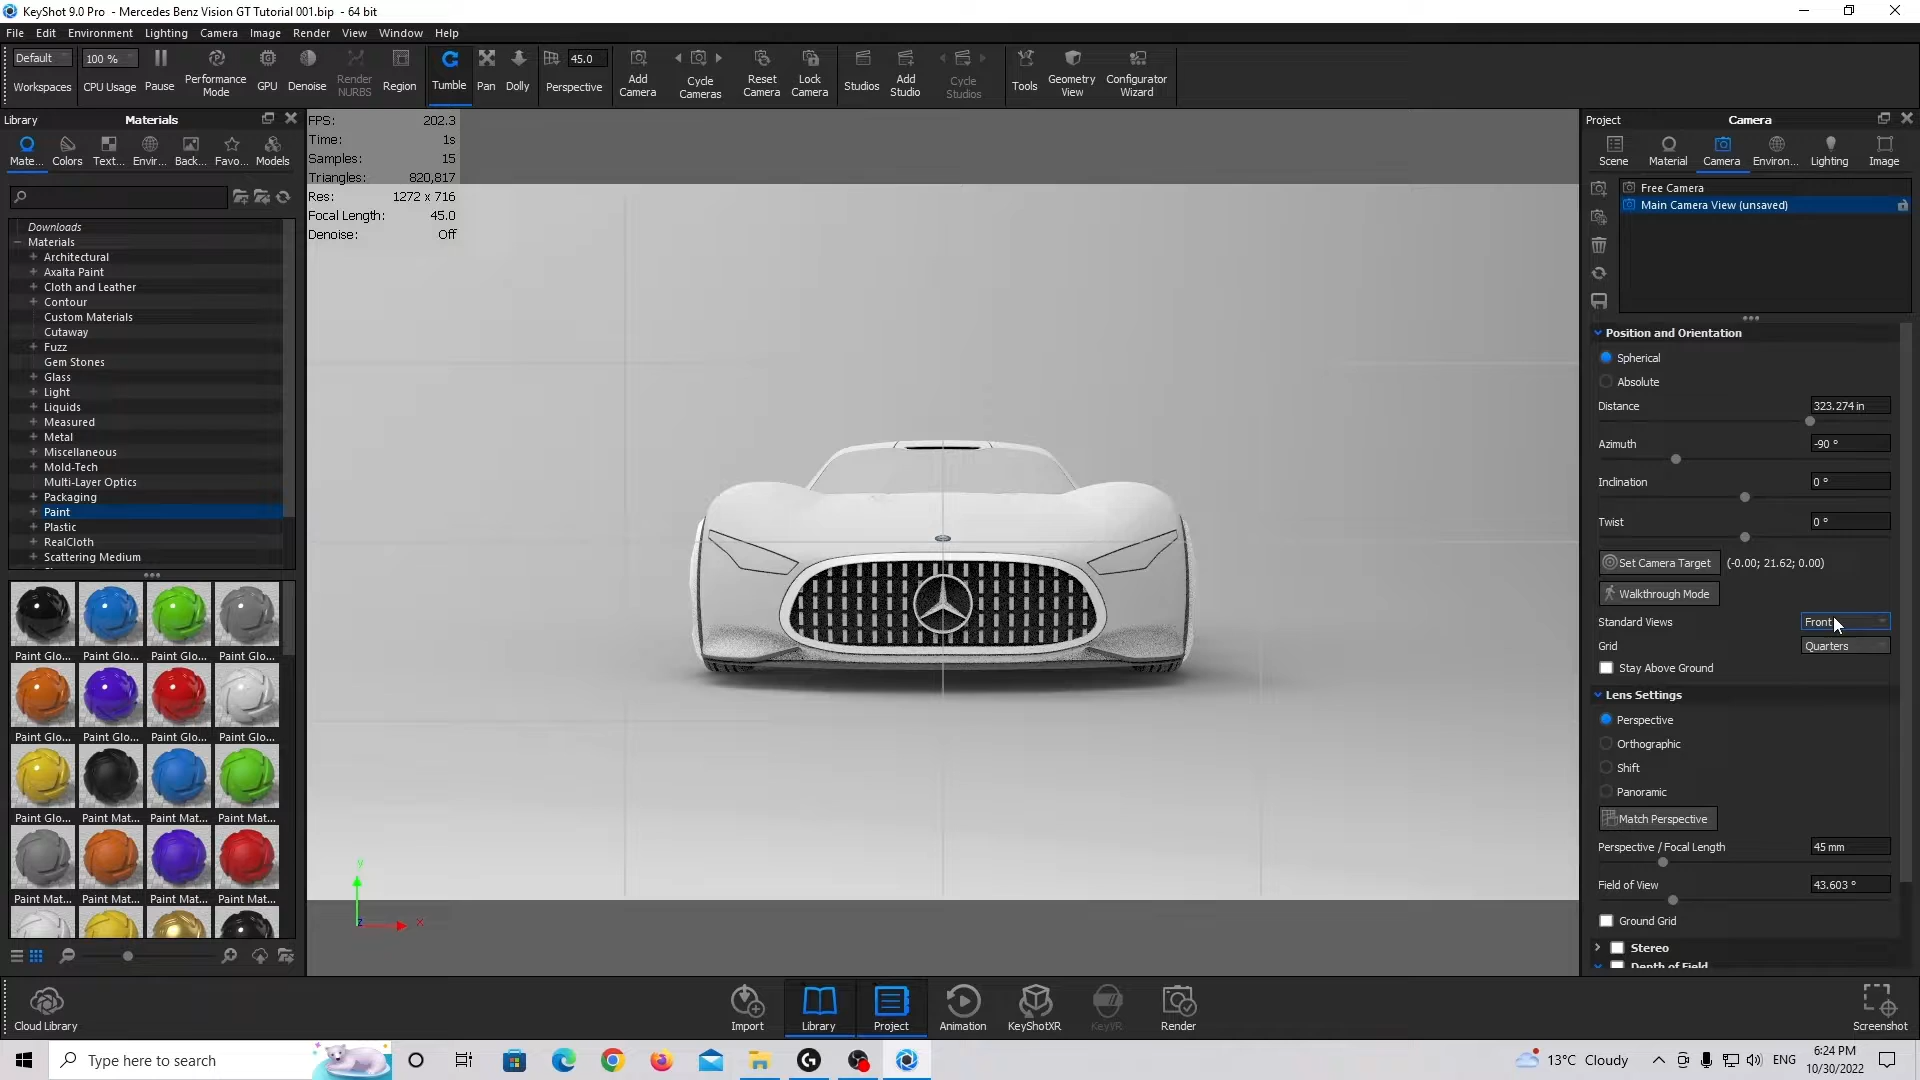 KeyShot 9.0 Pro - Mercedes Benz Vision GT Tutorial 001.bip - 64 bit
File Edit Environment Lighting Camera Image Render View Window Help
Default
Workspaces
100 %
CPU Usage
Pause
Performance Mode
GPU
Denoise
Render NURBS
Region
Tumble
Pan
Dolly
45.0
Perspective
Add Camera
Cycle Cameras
Reset Camera
Lock Camera
Studios
Add Studio
Cycle Studios
Tools
Geometry View
Configurator Wizard
Library
Materials
Mate... Colors Text... Envir... Back... Favo... Models
Downloads
Materials
Architectural
Axalta Paint
Cloth and Leather
Contour
Custom Materials
Cutaway
Fuzz
Gem Stones
Glass
Light
Liquids
Measured
Metal
Miscellaneous
Mold-Tech
Multi-Layer Optics
Packaging
Paint
Plastic
RealCloth
Scattering Medium
Paint Glo... Paint Glo... Paint Glo... Paint Glo...
Paint Glo... Paint Glo... Paint Glo... Paint Glo...
Paint Glo... Paint Mat... Paint Mat... Paint Mat...
Paint Mat... Paint Mat... Paint Mat... Paint Mat...
FPS: 202.3
Time: 1s
Samples: 15
Triangles: 820,817
Res: 1272 x 716
Focal Length: 45.0
Denoise: Off
y
z
x
Project
Camera
Scene Material Camera Environ... Lighting Image
Free Camera
Main Camera View (unsaved)
Position and Orientation
Spherical
Absolute
Distance 323.274 in
Azimuth -90 °
Inclination 0 °
Twist 0 °
Set Camera Target (-0.00; 21.62; 0.00)
Walkthrough Mode
Standard Views Front
Grid Quarters
Stay Above Ground
Lens Settings
Perspective
Orthographic
Shift
Panoramic
Match Perspective
Perspective / Focal Length 45 mm
Field of View 43.603 °
Ground Grid
Stereo
Depth of Field
Cloud Library
Import
Library
Project
Animation
KeyShotXR
KeyVR
Render
Screenshot
Type here to search
13°C Cloudy
ENG
6:24 PM
10/30/2022